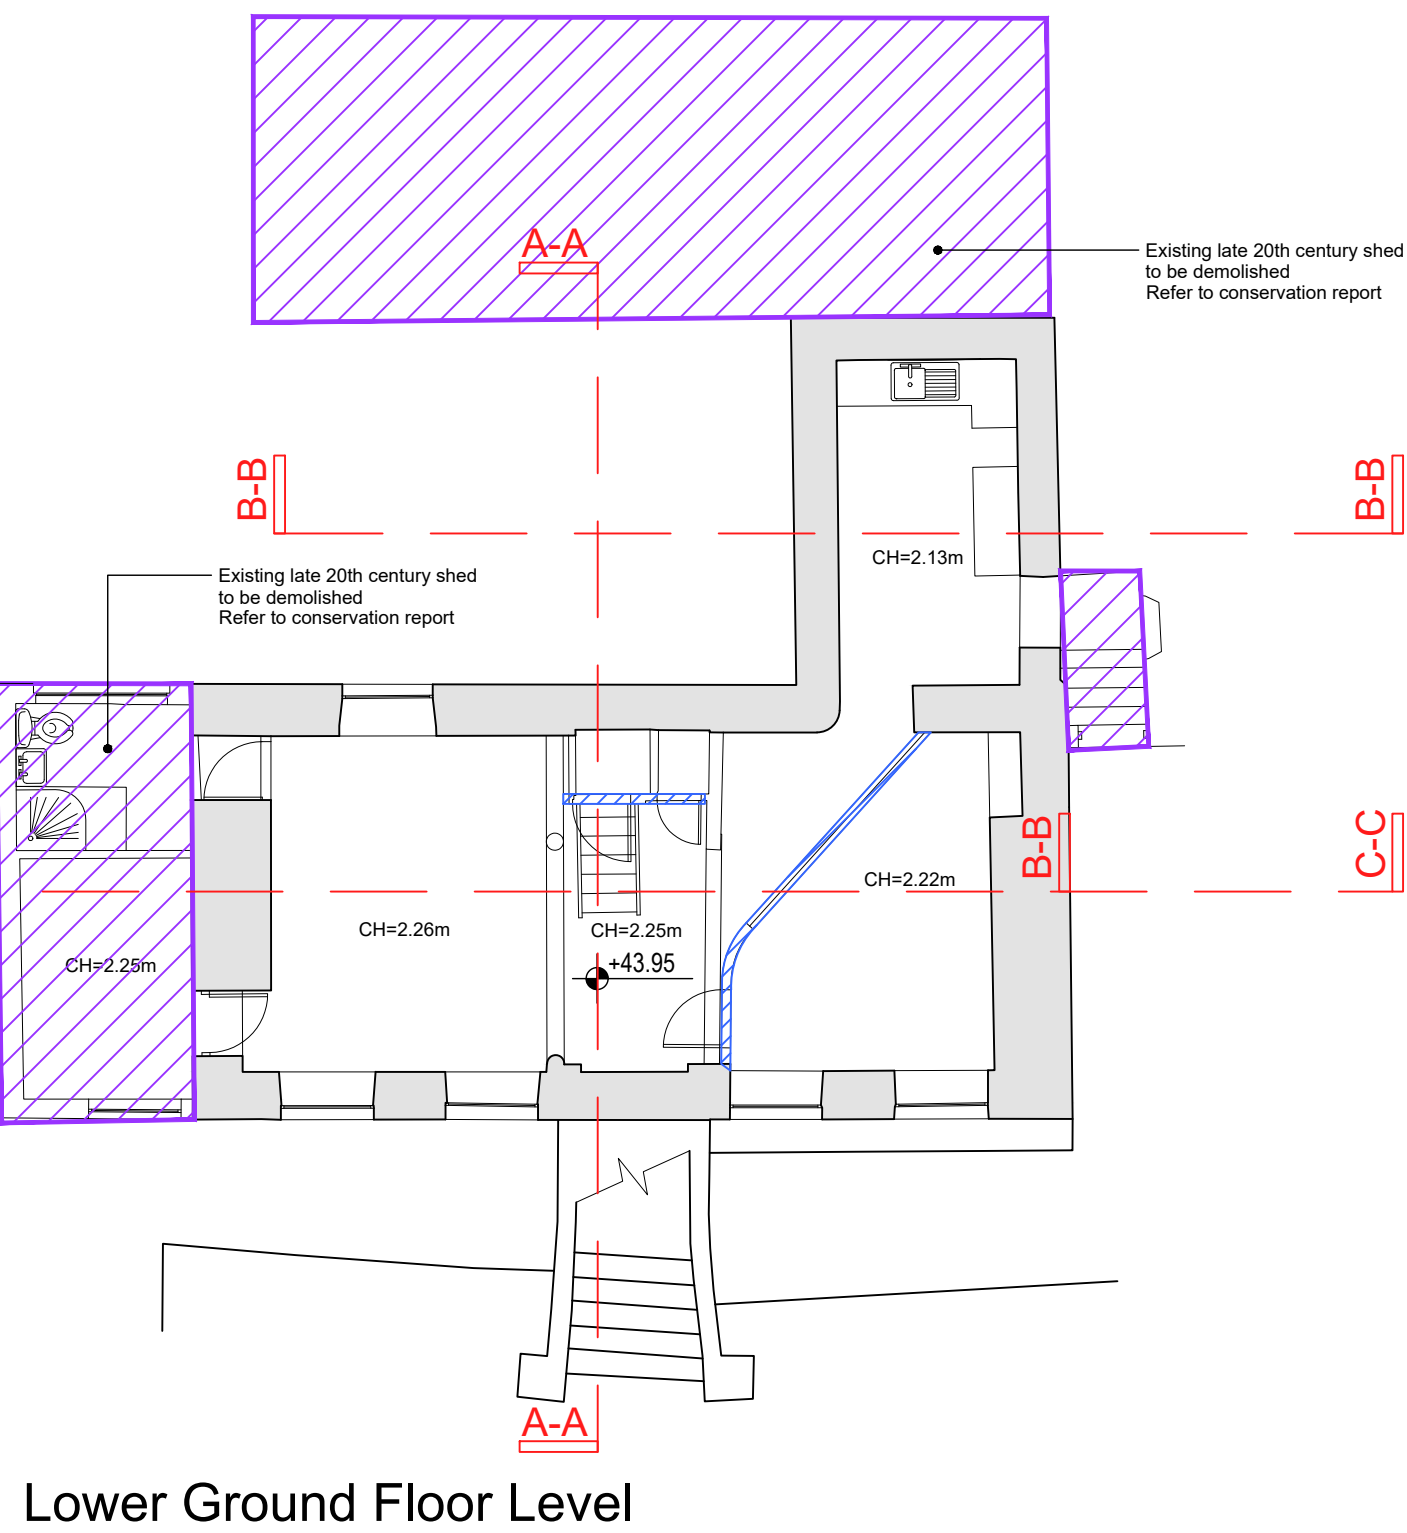 A-A
Existing late 20th century shed
to be demolished
Refer to conservation report
B-B
B-B
CH=2.13m
Existing late 20th century shed
to be demolished
Refer to conservation report
B-B
C-C
CH=2.22m
CH=2.26m
CH=2.25m
+43.95
CH=2.25m
A-A
Lower Ground Floor Level